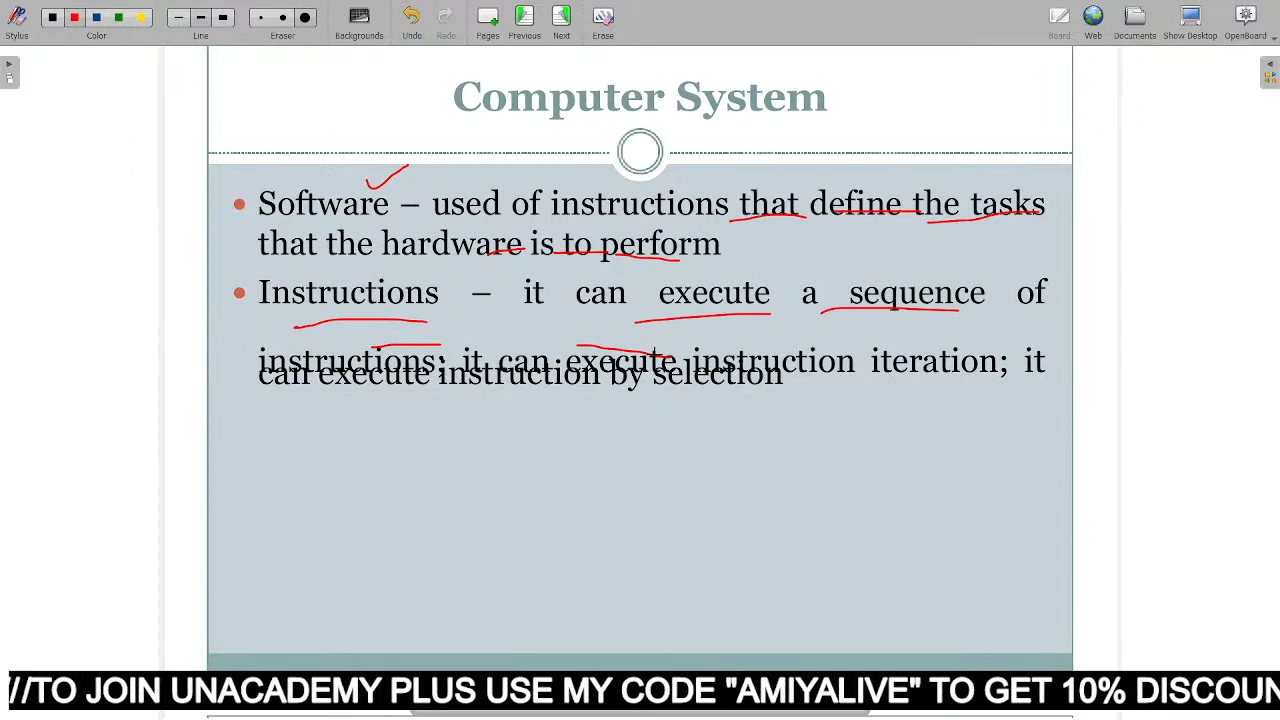 Stylus
Color
Line
Eraser
Backgrounds
Undo
Redo
Pages
Previous
Next
Erase
Board
Web
Documents
Show Desktop
OpenBoard
Computer System
Software – used of instructions that define the tasks
that the hardware is to perform
Instructions – it can execute a sequence of
instructions; it can execute instruction iteration; it
can execute instruction by selection
//TO JOIN UNACADEMY PLUS USE MY CODE "AMIYALIVE" TO GET 10% DISCOUN